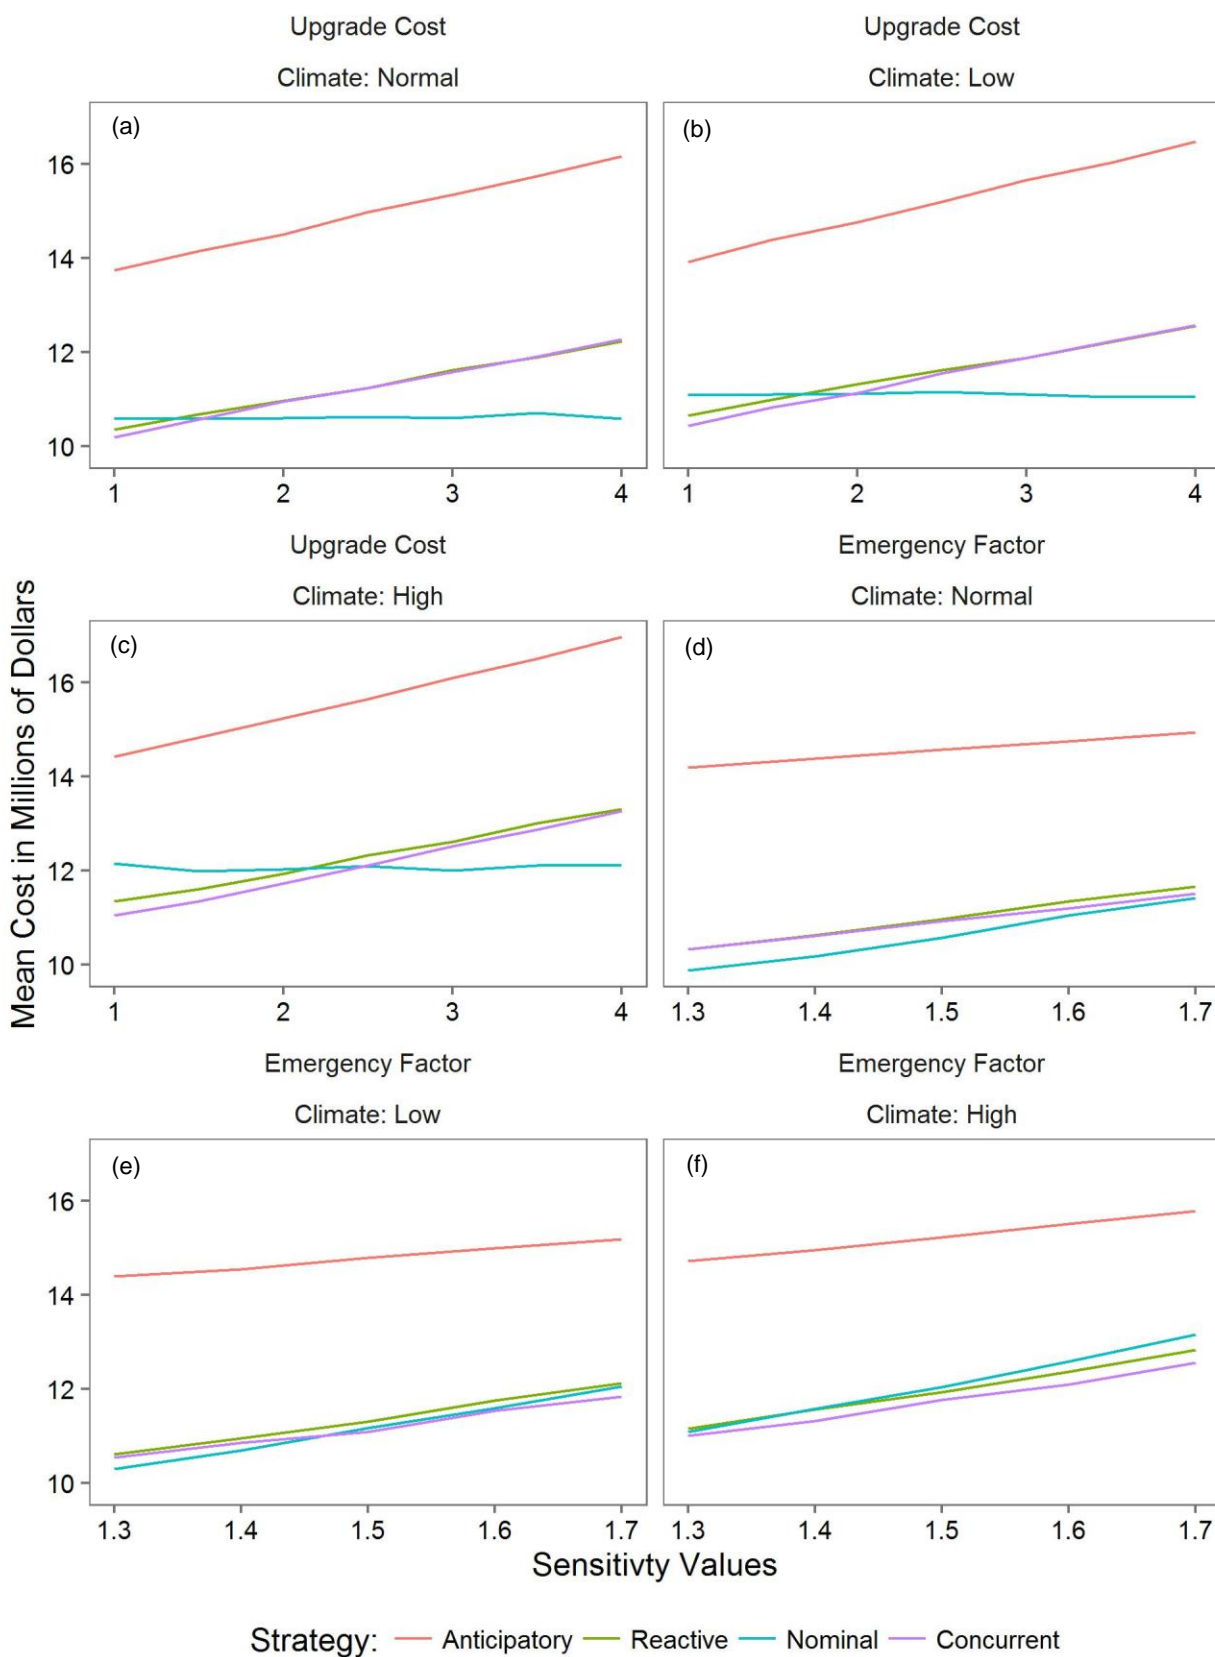 Upgrade Cost
Upgrade Cost
Climate: Normal
Climate: Low
(a)
(b)
16
14
12
10
1 2 3 4
1 2 3 4
Upgrade Cost
Emergency Factor
Climate: High
Climate: Normal
Mean Cost in Millions of Dollars
(c)
(d)
16
14
12
10
1 2 3 4
1.3 1.4 1.5 1.6 1.7
Emergency Factor
Emergency Factor
Climate: Low
Climate: High
(e)
(f)
16
14
12
10
1.3 1.4 1.5 1.6 1.7
1.3 1.4 1.5 1.6 1.7
Sensitivty Values
Strategy: Anticipatory Reactive Nominal Concurrent